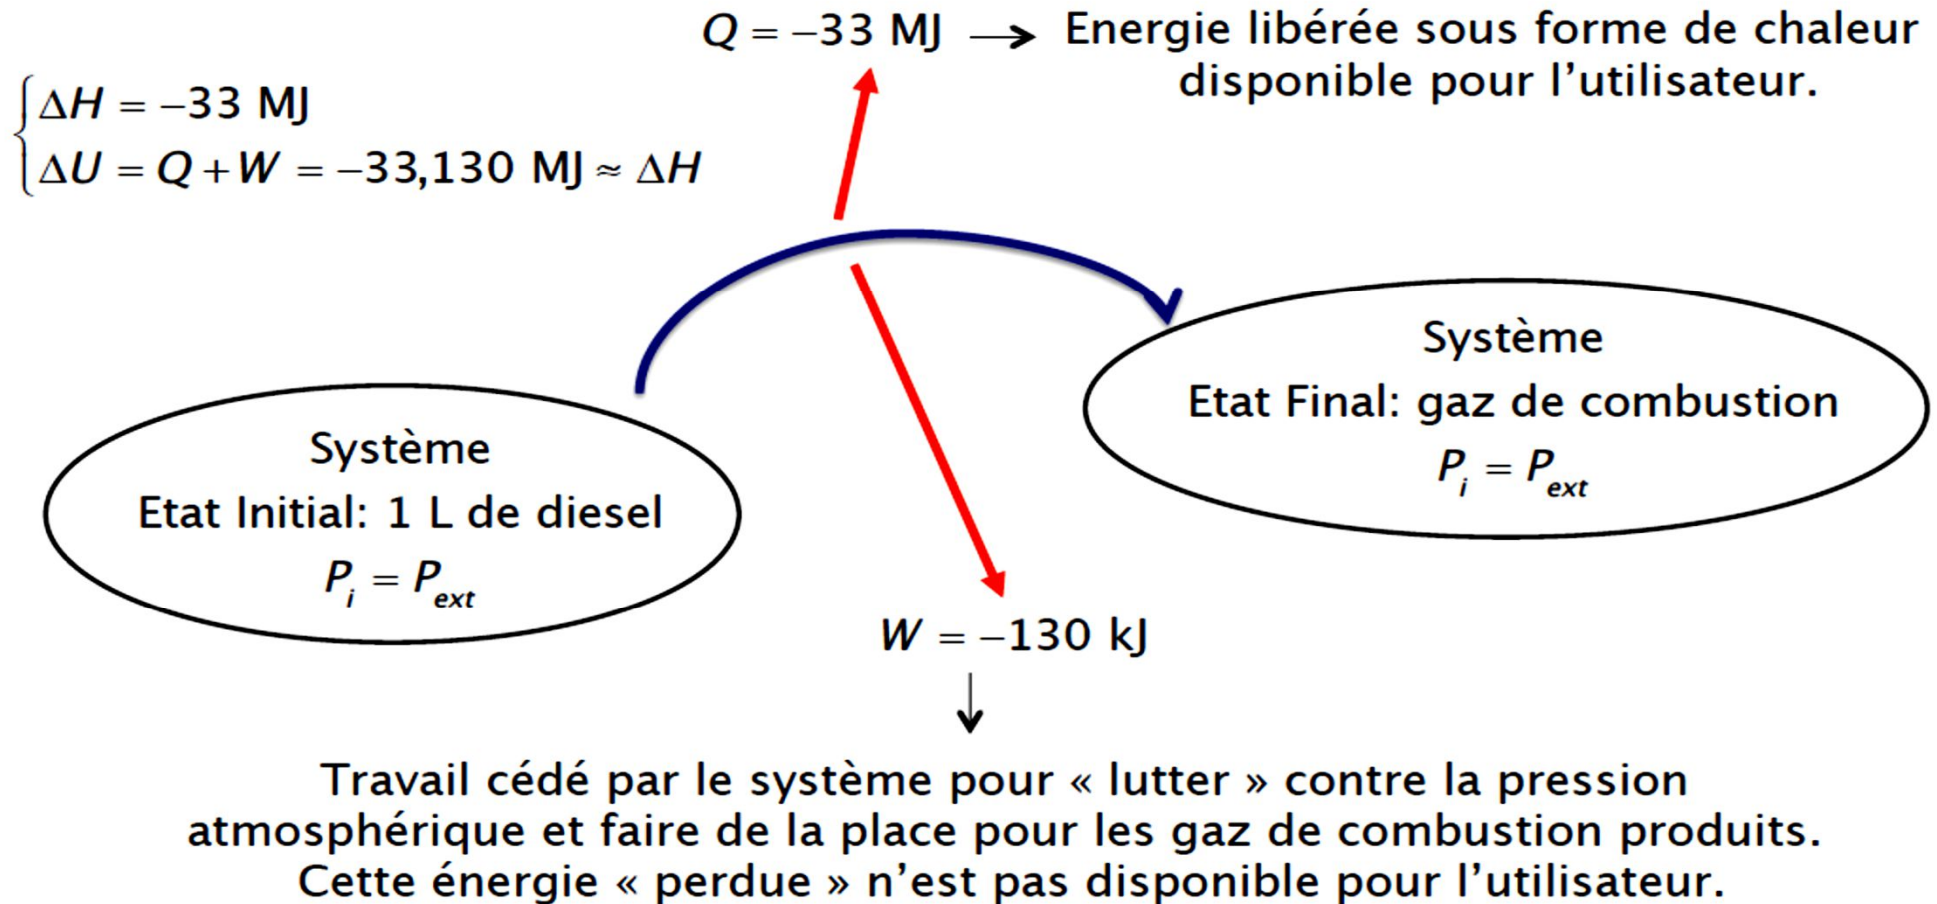 Q = −33 MJ → Energie libérée sous forme de chaleur
disponible pour l’utilisateur.
ΔH = −33 MJ
ΔU = Q + W = −33,130 MJ ≈ ΔH
Système
Etat Initial: 1 L de diesel
P_i = P_ext
Système
Etat Final: gaz de combustion
P_i = P_ext
W = −130 kJ
Travail cédé par le système pour « lutter » contre la pression
atmosphérique et faire de la place pour les gaz de combustion produits.
Cette énergie « perdue » n’est pas disponible pour l’utilisateur.